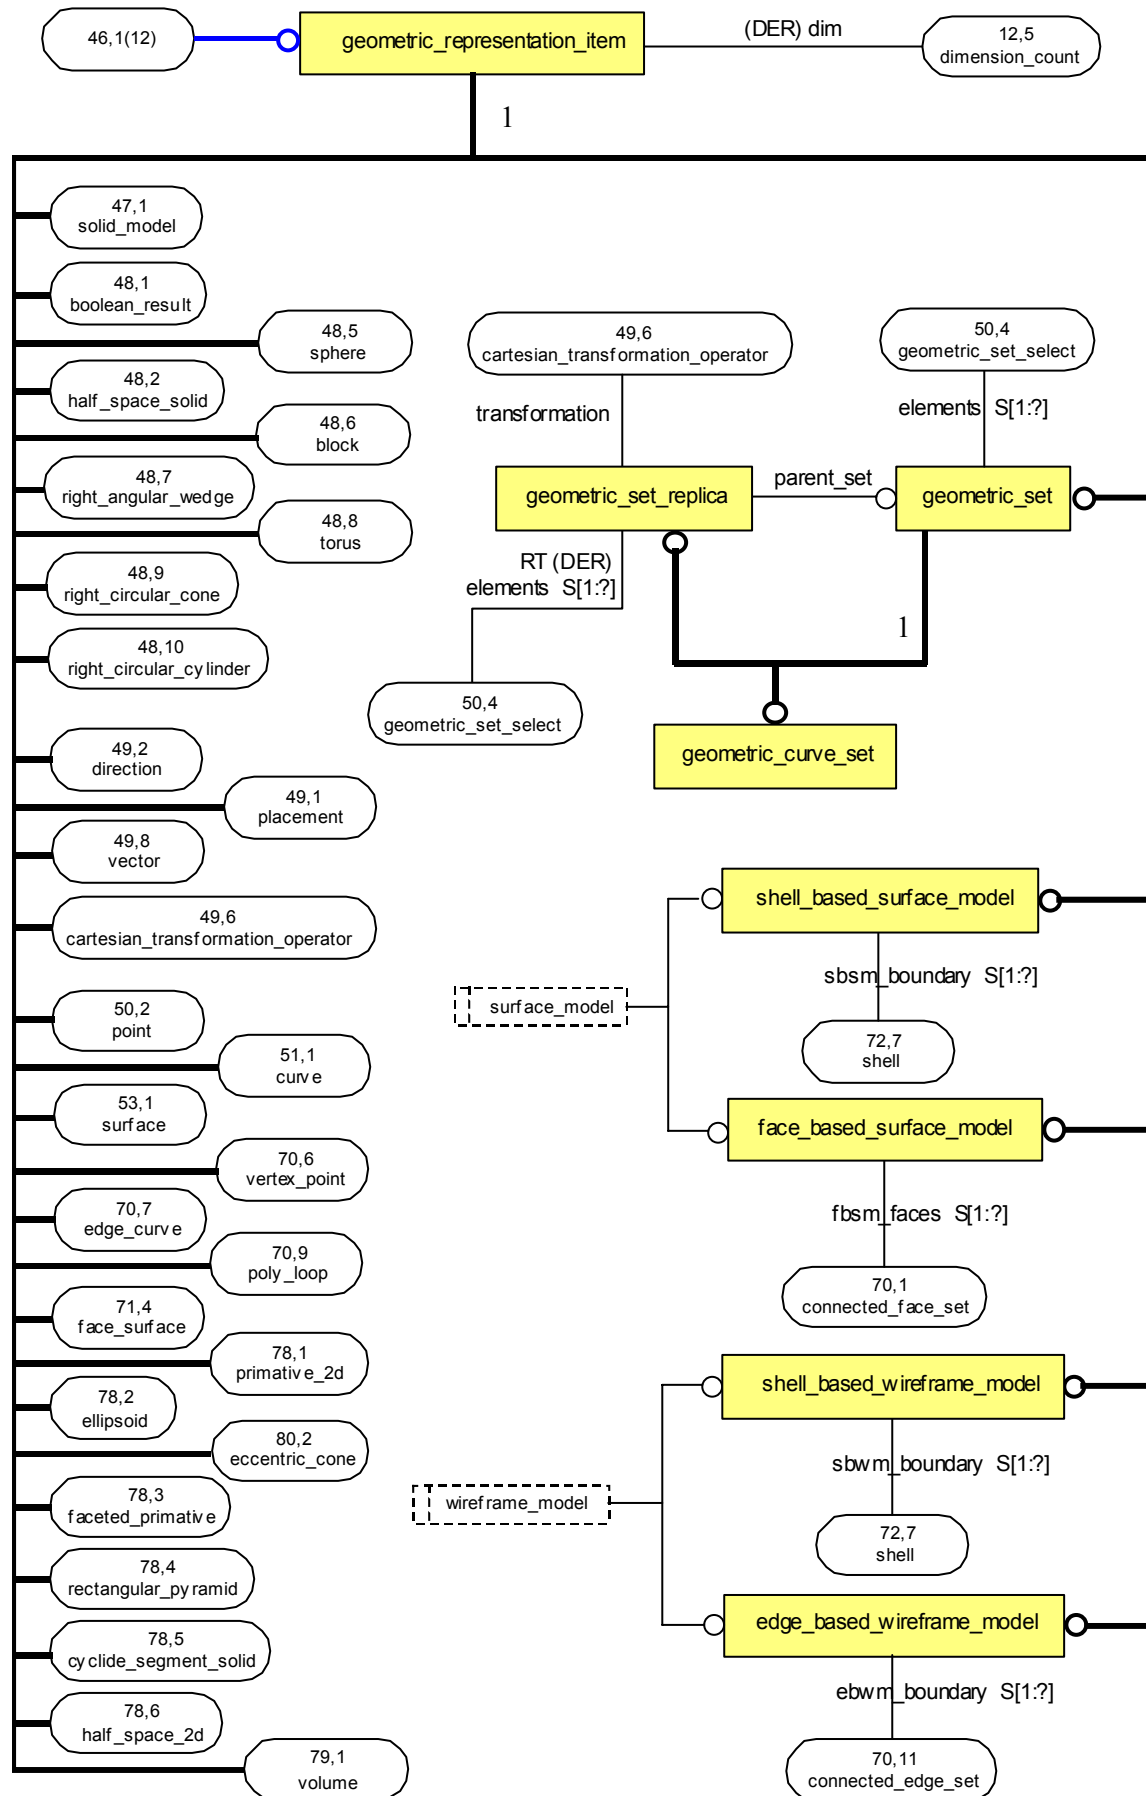 46,1(12)
geometric_representation_item
(DER) dim
12,5
dimension_count
1
47,1
solid_model
48,1
boolean_result
48,5
sphere
48,2
half_space_solid
48,6
block
48,7
right_angular_wedge
48,8
torus
48,9
right_circular_cone
48,10
right_circular_cylinder
49,2
direction
49,1
placement
49,8
vector
49,6
cartesian_transformation_operator
50,2
point
51,1
curve
53,1
surface
70,6
vertex_point
70,7
edge_curve
70,9
poly_loop
71,4
face_surface
78,1
primative_2d
78,2
ellipsoid
80,2
eccentric_cone
78,3
faceted_primative
78,4
rectangular_pyramid
78,5
cyclide_segment_solid
78,6
half_space_2d
79,1
volume
49,6
cartesian_transformation_operator
50,4
geometric_set_select
transformation
elements S[1:?]
geometric_set_replica
parent_set
geometric_set
RT (DER)
elements S[1:?]
1
50,4
geometric_set_select
geometric_curve_set
shell_based_surface_model
sbsm_boundary S[1:?]
surface_model
72,7
shell
face_based_surface_model
fbsm_faces S[1:?]
70,1
connected_face_set
shell_based_wireframe_model
sbwm_boundary S[1:?]
wireframe_model
72,7
shell
edge_based_wireframe_model
ebwm_boundary S[1:?]
70,11
connected_edge_set